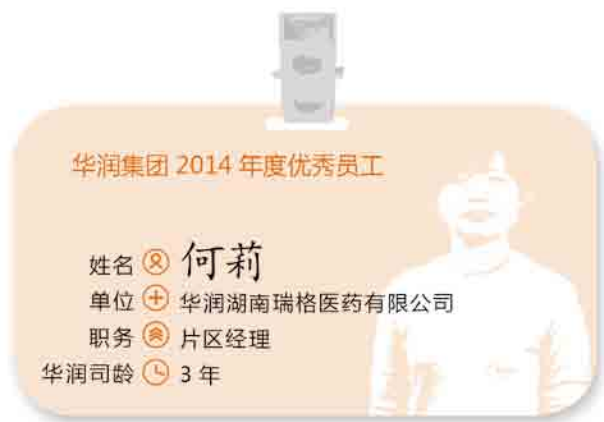 华润集团 2014 年度优秀员工
姓名 何莉
单位 华润湖南瑞格医药有限公司
职务 片区经理
华润司龄 3 年